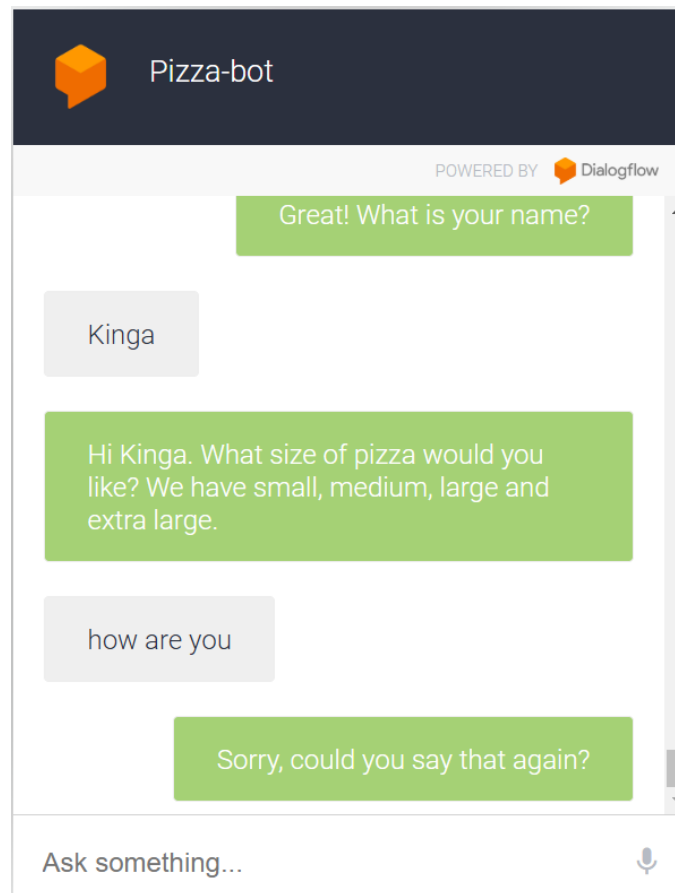 Pizza-bot
POWERED BY Dialogflow
Great! What is your name?
Kinga
Hi Kinga. What size of pizza would you
like? We have small, medium, large and
extra large.
how are you
Sorry, could you say that again?
Ask something...